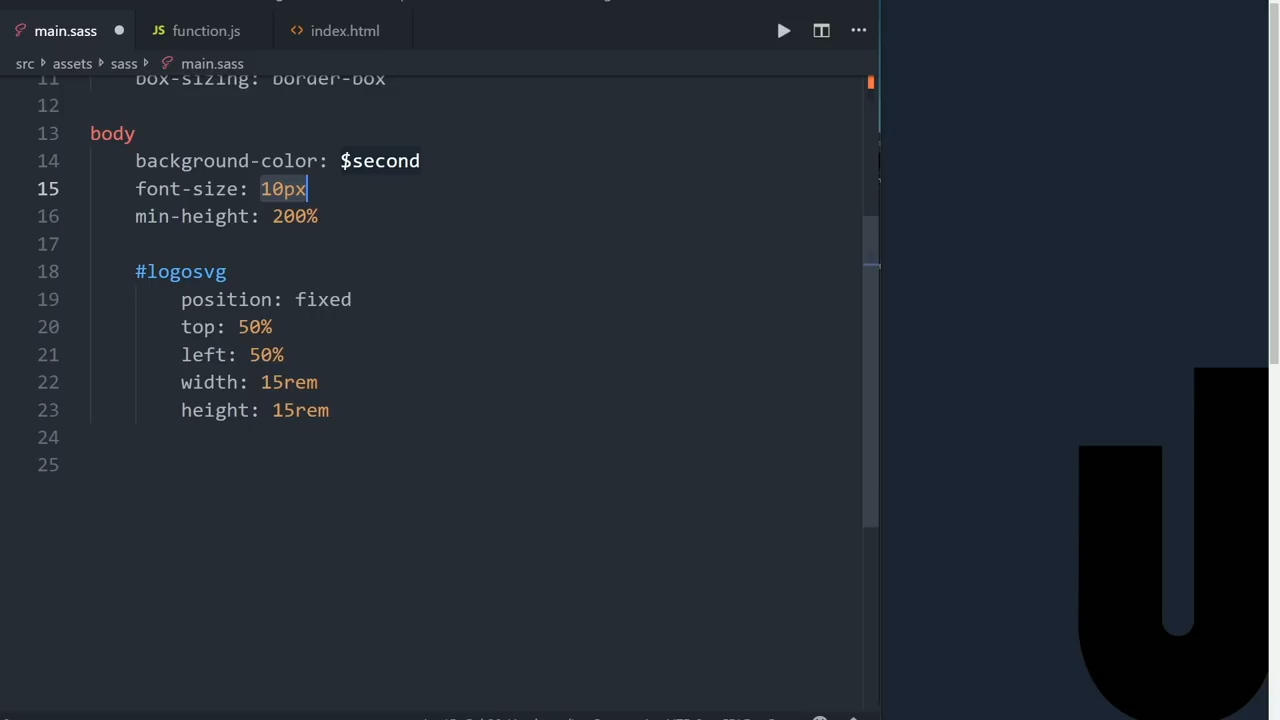 main.sass
JS function.js
<> index.html
src assets sass main.sass
11 box-sizing: border-box
12
13 body
14 background-color: $second
15 font-size: 10px
16 min-height: 200%
17
18 #logosvg
19 position: fixed
20 top: 50%
21 left: 50%
22 width: 15rem
23 height: 15rem
24
25